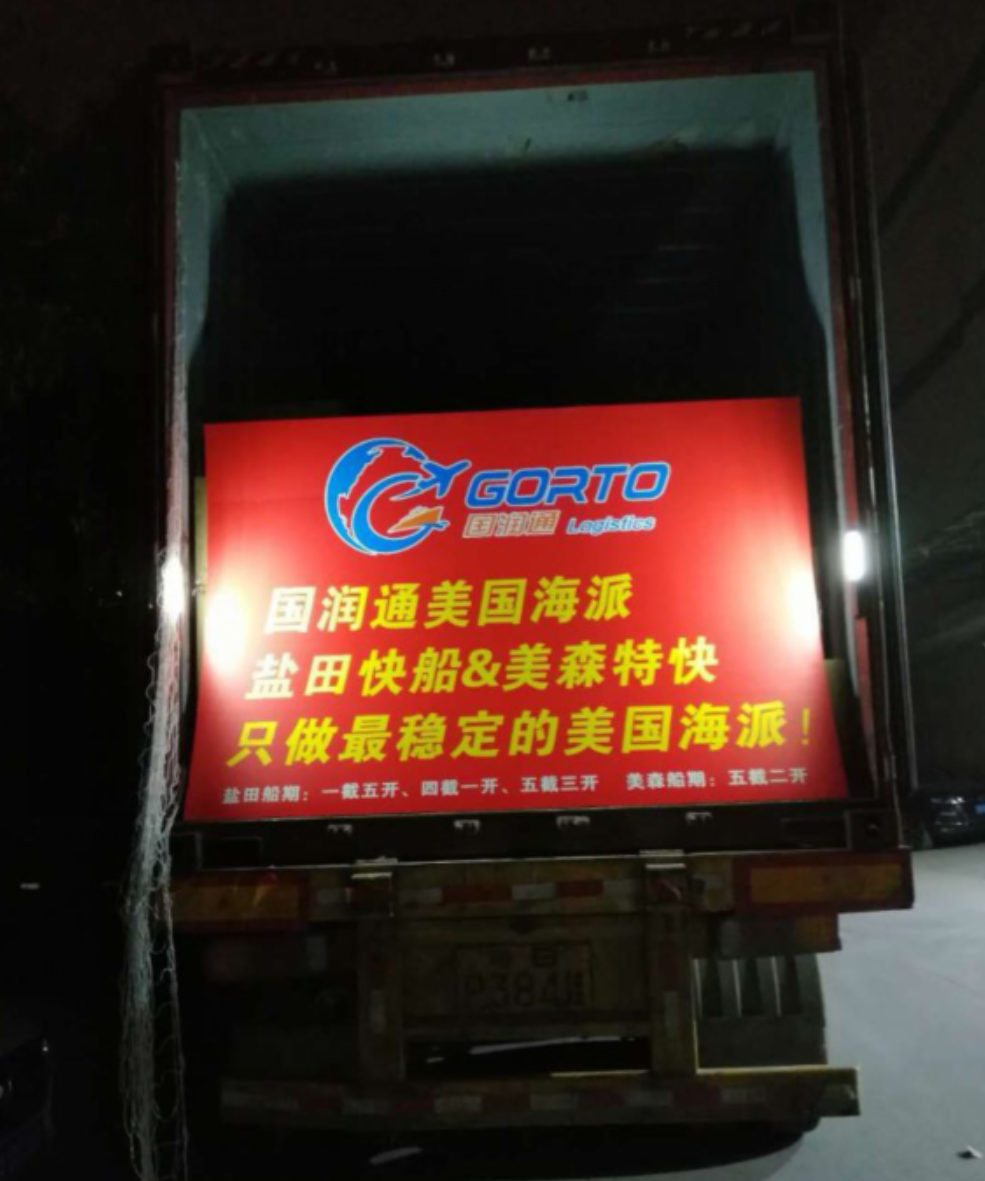 GORTO
国润通 Logistics
国润通美国海派
盐田快船&美森特快
只做最稳定的美国海派！
盐田船期：一截五开、四截一开、五截三开 美森船期：五截二开